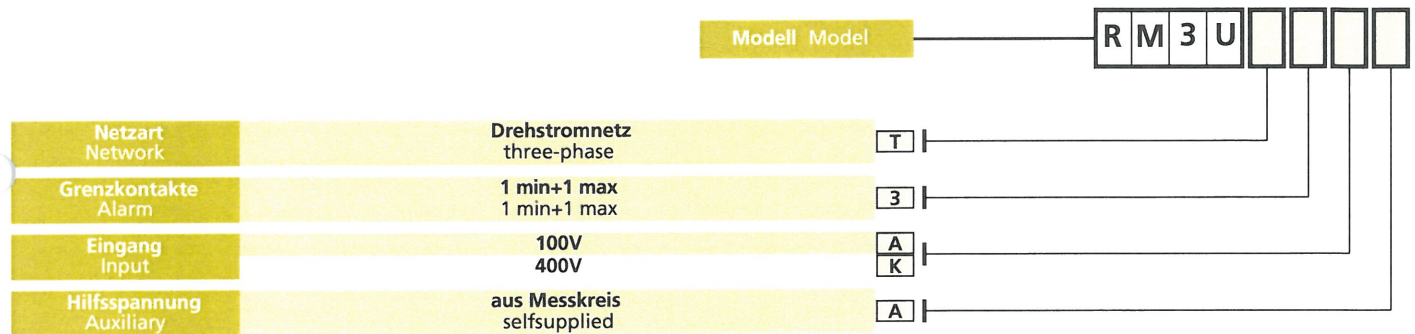 Modell Model RM3U
Netzart Drehstromnetz
Network three-phase T
Grenzkontakte 1 min+1 max
Alarm 1 min+1 max 3
Eingang 100V A
Input 400V K
Hilfsspannung aus Messkreis
Auxiliary selfsupplied A